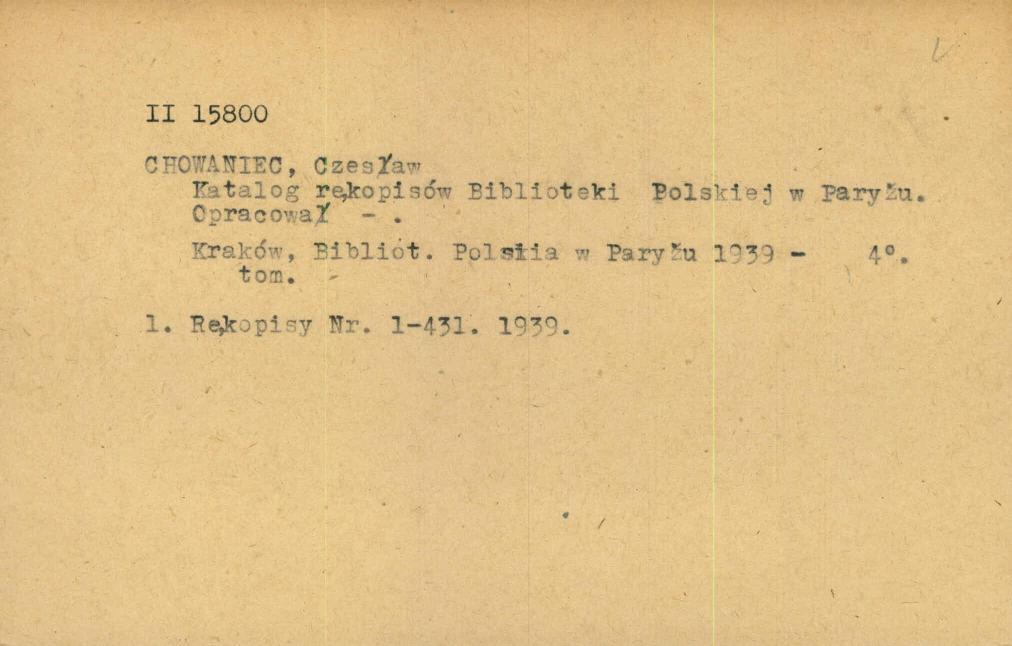 II 15800
CHOWANIEC, Czesław
Katalog rękopisów Biblioteki Polskiej w Paryżu.
Opracował - .
Kraków, Bibliot. Polska w Paryżu 1939 - 4°.
tom.
1. Rękopisy Nr. 1-431. 1939.